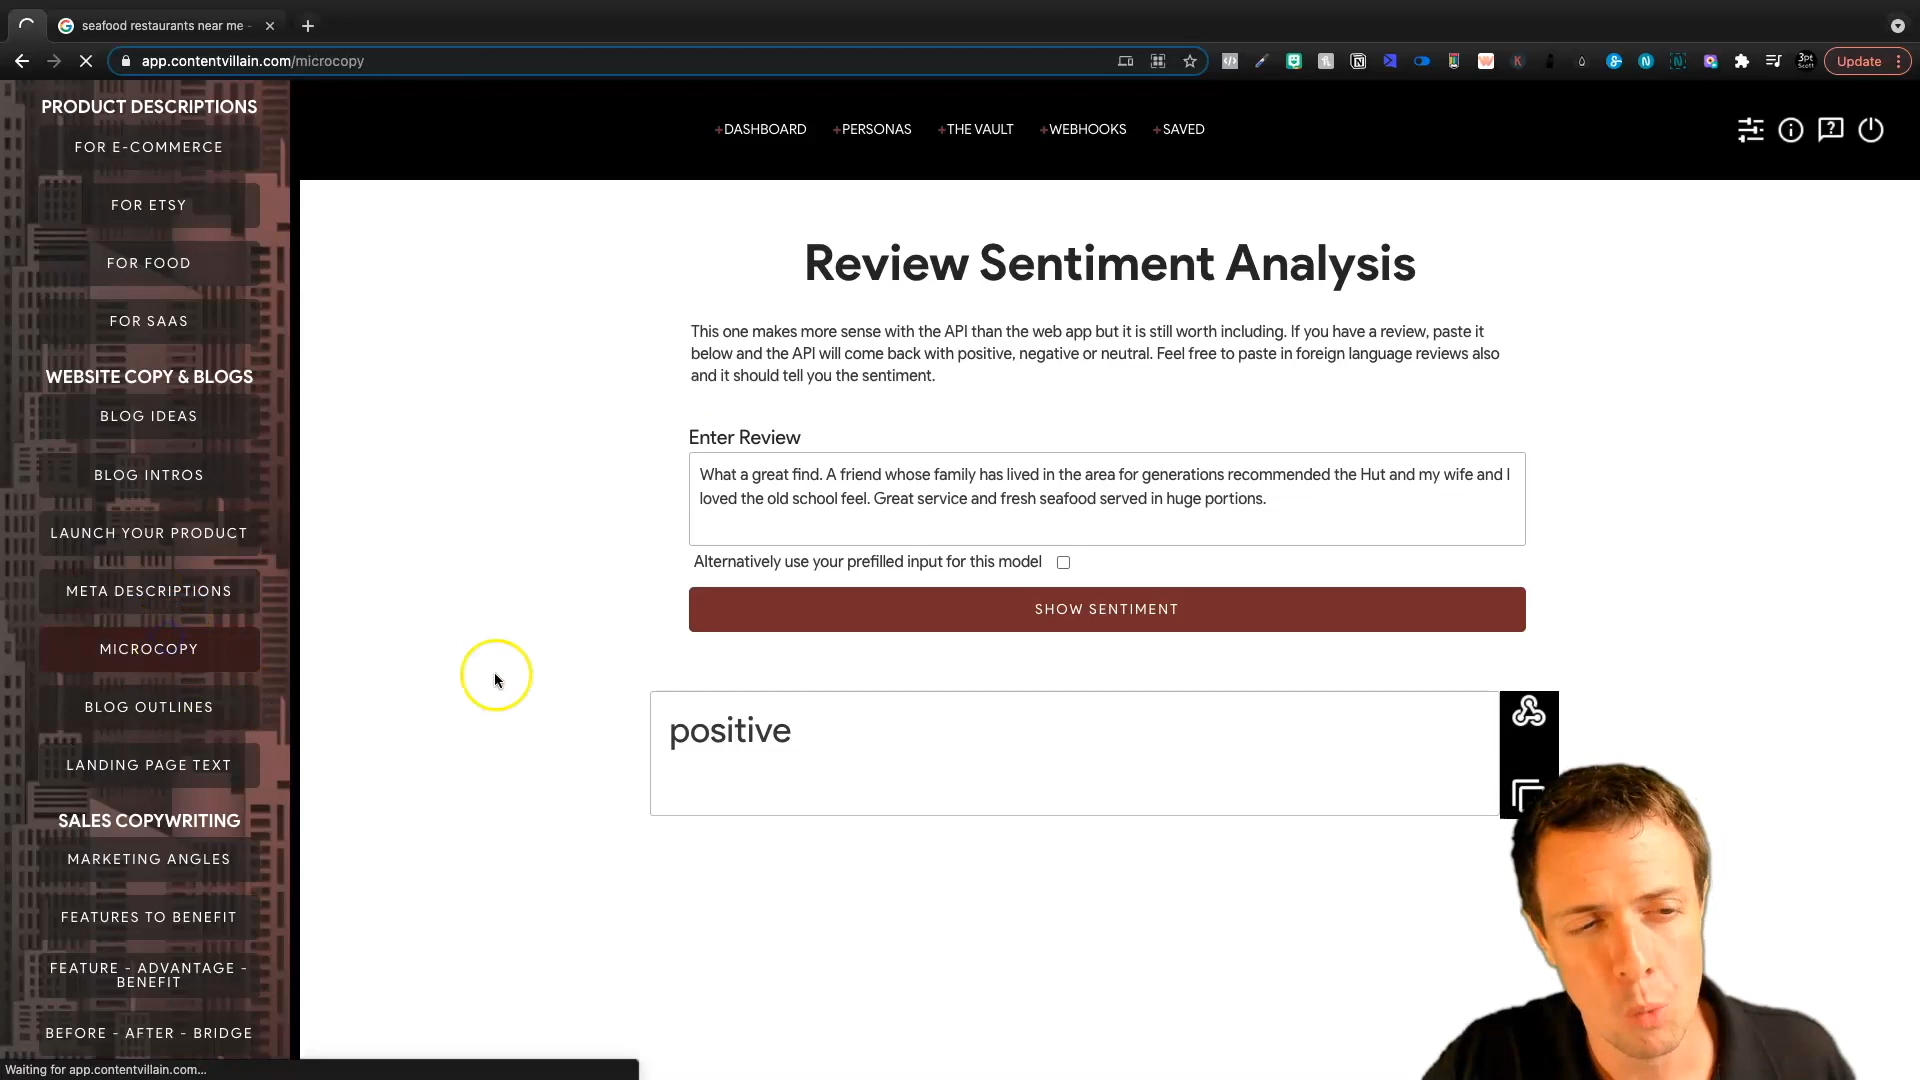 seafood restaurants near me -
app.contentvillain.com/microcopy
3pt
Update
PRODUCT DESCRIPTIONS
FOR E-COMMERCE
FOR ETSY
FOR FOOD
FOR SAAS
WEBSITE COPY & BLOGS
BLOG IDEAS
BLOG INTROS
LAUNCH YOUR PRODUCT
META DESCRIPTIONS
MICROCOPY
BLOG OUTLINES
LANDING PAGE TEXT
SALES COPYWRITING
MARKETING ANGLES
FEATURES TO BENEFIT
FEATURE - ADVANTAGE -
BENEFIT
BEFORE - AFTER - BRIDGE
Waiting for app.contentvillain.com...
+DASHBOARD +PERSONAS +THE VAULT +WEBHOOKS +SAVED
Review Sentiment Analysis
This one makes more sense with the API than the web app but it is still worth including. If you have a review, paste it
below and the API will come back with positive, negative or neutral. Feel free to paste in foreign language reviews also
and it should tell you the sentiment.
Enter Review
What a great find. A friend whose family has lived in the area for generations recommended the Hut and my wife and I
loved the old school feel. Great service and fresh seafood served in huge portions.
Alternatively use your prefilled input for this model
SHOW SENTIMENT
positive